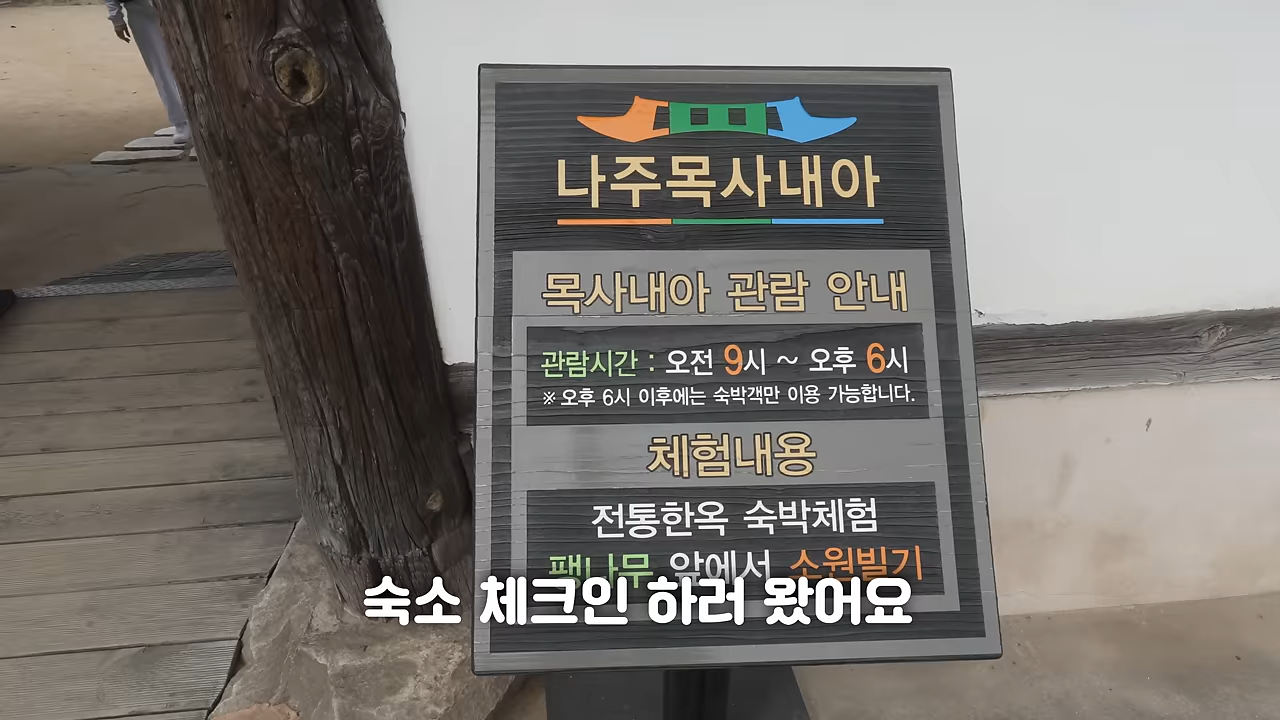 나주목사내아
목사내아 관람 안내
관람시간 : 오전 9시 ~ 오후 6시
※ 오후 6시 이후에는 숙박객만 이용 가능합니다.
체험내용
전통한옥 숙박체험
팽나무 앞에서 소원빌기
숙소 체크인 하러 왔어요